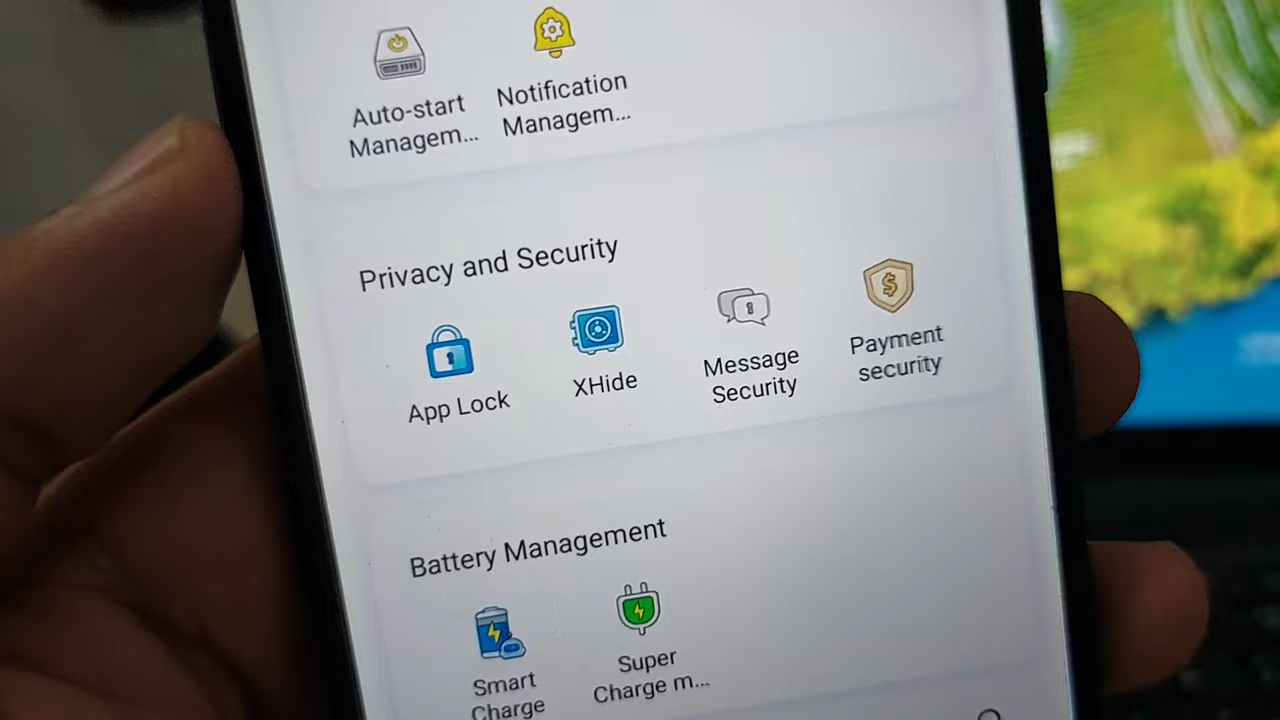 Auto-start
Managem...
Notification
Managem...
Privacy and Security
App Lock
XHide
Message
Security
Payment
security
Battery Management
Smart
Charge
Super
Charge m...